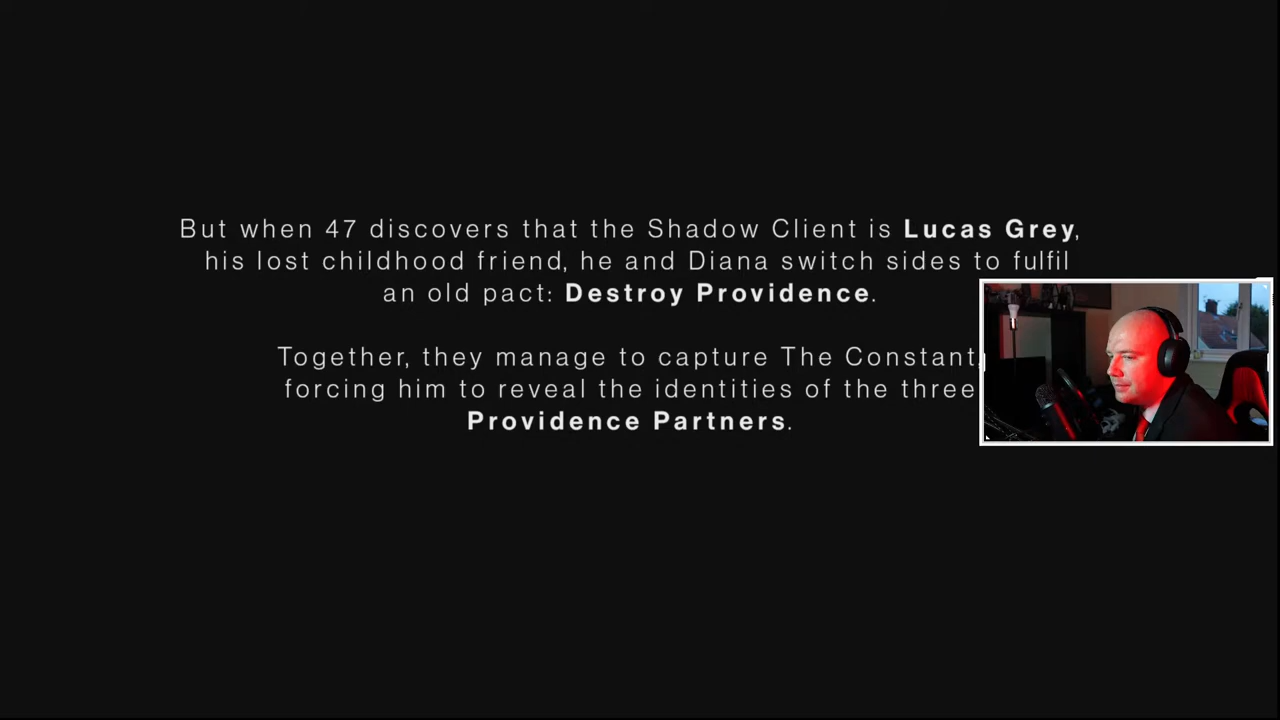 But when 47 discovers that the Shadow Client is Lucas Grey,
his lost childhood friend, he and Diana switch sides to fulfil
an old pact: Destroy Providence.
Together, they manage to capture The Constant,
forcing him to reveal the identities of the three
Providence Partners.